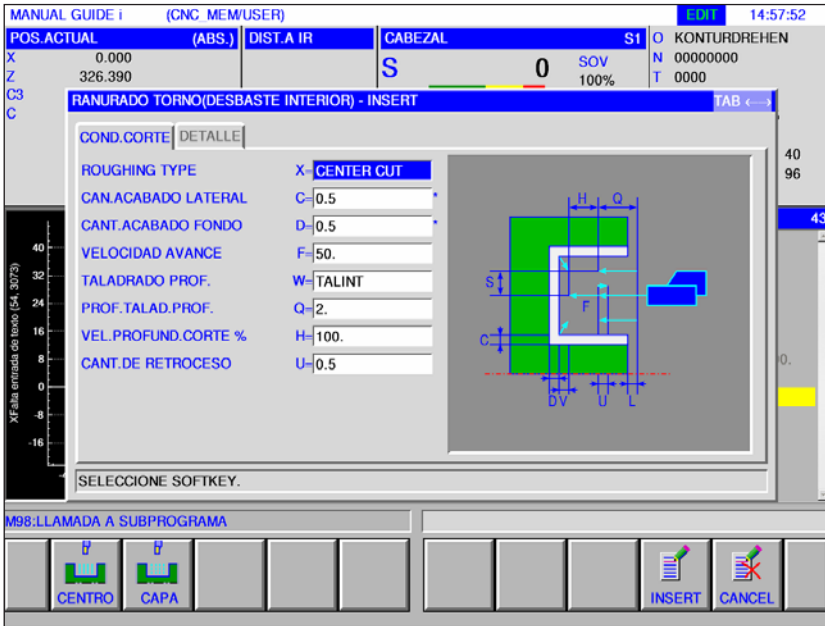 MANUAL GUIDE i (CNC_MEM/USER) EDIT 14:57:52
POS.ACTUAL (ABS.) DIST.A IR CABEZAL S1 O KONTURDREHEN
X 0.000 S 0 SOV N 00000000
Z 326.390 100% T 0000
C3
C
RANURADO TORNO(DESBASTE INTERIOR) - INSERT TAB ←→
COND.CORTE DETALLE
ROUGHING TYPE X= CENTER CUT
CAN.ACABADO LATERAL C= 0.5 *
CANT.ACABADO FONDO D= 0.5 *
VELOCIDAD AVANCE F= 50.
TALADRADO PROF. W= TALINT
PROF.TALAD.PROF. Q= 2.
VEL.PROFUND.CORTE % H= 100.
CANT.DE RETROCESO U= 0.5
H Q
S
F
C
D V U L
40
96
43
0.
XFalta entrada de texto (54, 3073)
40
32
24
16
8
0
-8
-16
SELECCIONE SOFTKEY.
M98:LLAMADA A SUBPROGRAMA
CENTRO CAPA INSERT CANCEL